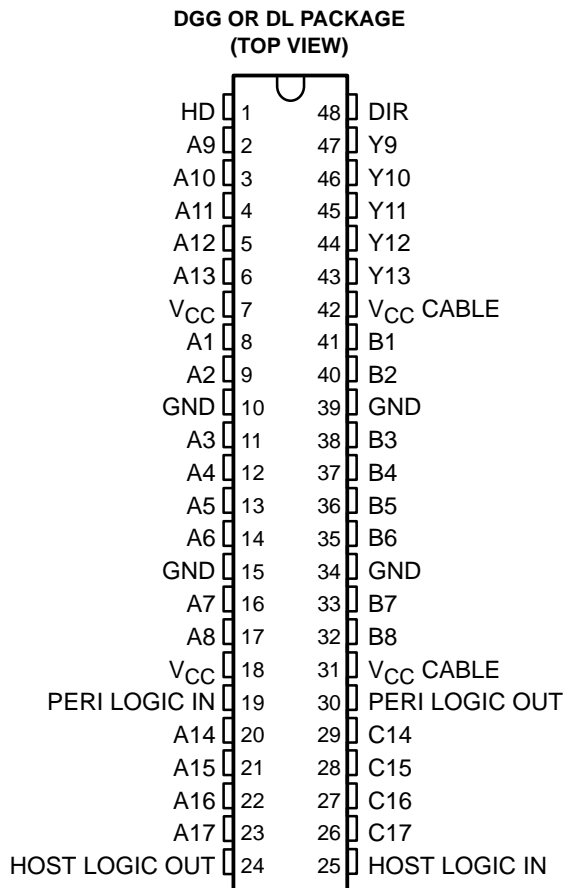 DGG OR DL PACKAGE
(TOP VIEW)
HD 1 48 DIR
A9 2 47 Y9
A10 3 46 Y10
A11 4 45 Y11
A12 5 44 Y12
A13 6 43 Y13
VCC 7 42 VCC CABLE
A1 8 41 B1
A2 9 40 B2
GND 10 39 GND
A3 11 38 B3
A4 12 37 B4
A5 13 36 B5
A6 14 35 B6
GND 15 34 GND
A7 16 33 B7
A8 17 32 B8
VCC 18 31 VCC CABLE
PERI LOGIC IN 19 30 PERI LOGIC OUT
A14 20 29 C14
A15 21 28 C15
A16 22 27 C16
A17 23 26 C17
HOST LOGIC OUT 24 25 HOST LOGIC IN